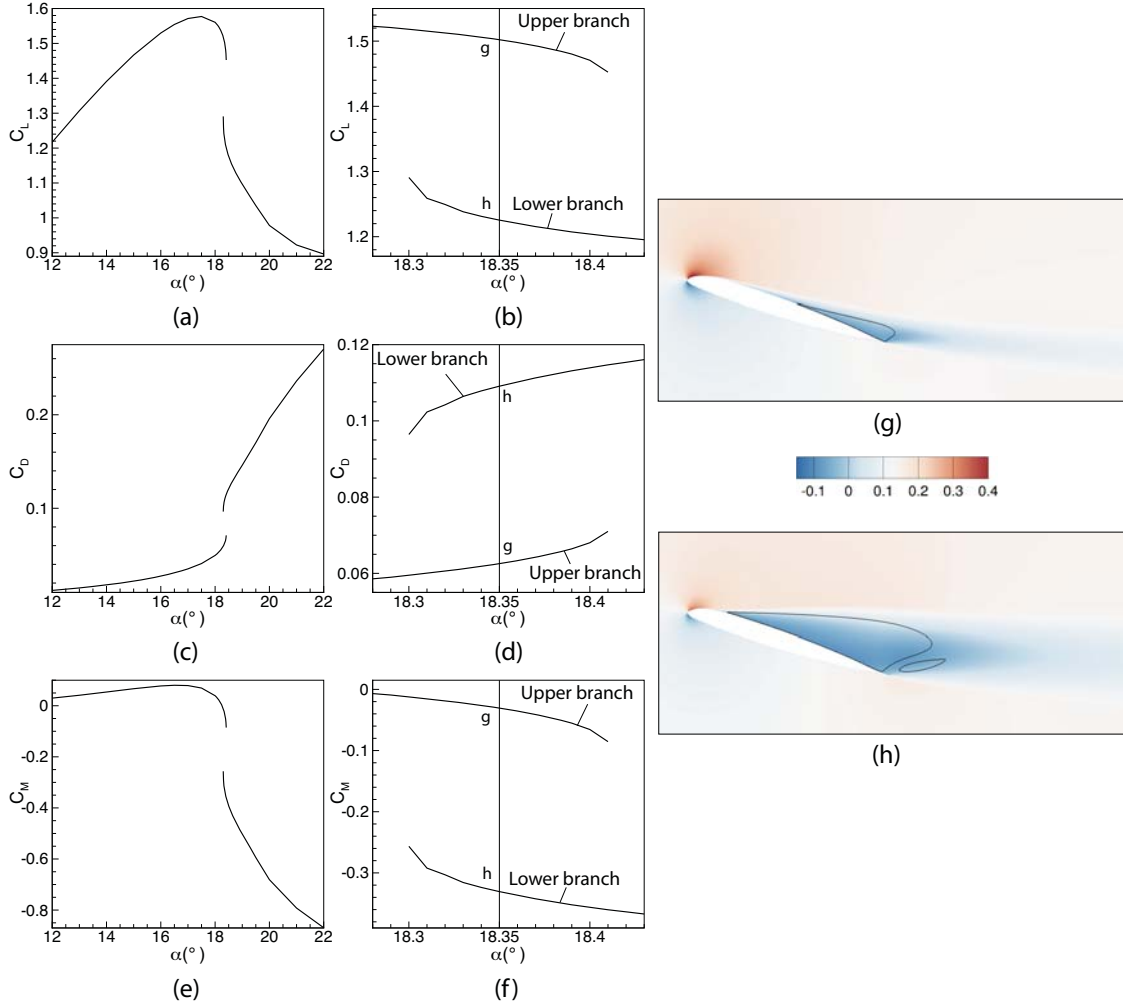 1.6
1.5
1.4
1.3
1.2
1.1
1
0.9
C_L
12 14 16 18 20 22
α(°)
(a)
1.5
1.4
1.3
1.2
C_L
Upper branch
g
h
Lower branch
18.3 18.35 18.4
α(°)
(b)
0.2
0.1
C_D
12 14 16 18 20 22
α(°)
(c)
0.12
0.1
0.08
0.06
C_D
Lower branch
h
g
Upper branch
18.3 18.35 18.4
α(°)
(d)
0
-0.2
-0.4
-0.6
-0.8
C_M
12 14 16 18 20 22
α(°)
(e)
0
-0.1
-0.2
-0.3
C_M
Upper branch
g
h
Lower branch
18.3 18.35 18.4
α(°)
(f)
(g)
-0.1 0 0.1 0.2 0.3 0.4
(h)